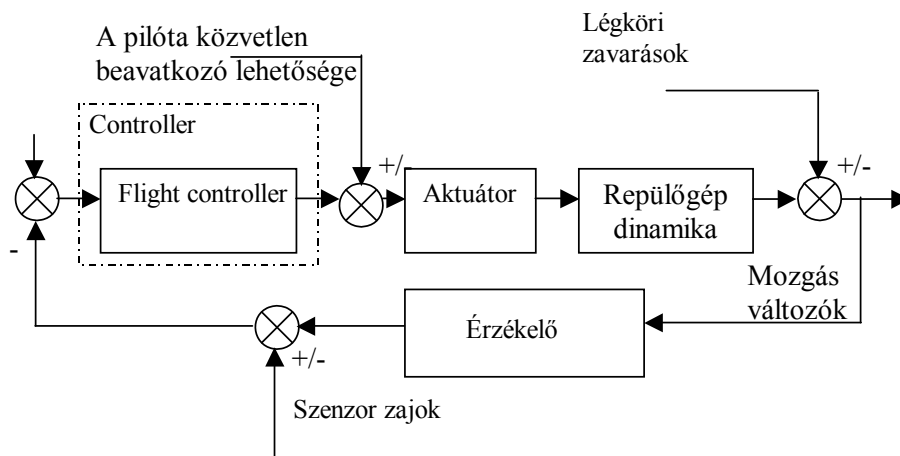 A pilóta közvetlen
beavatkozó lehetősége
Légköri
zavarások
Controller
+/-
+/-
Flight controller
Aktuátor
Repülőgép
dinamika
-
Mozgás
változók
Érzékelő
+/-
Szenzor zajok